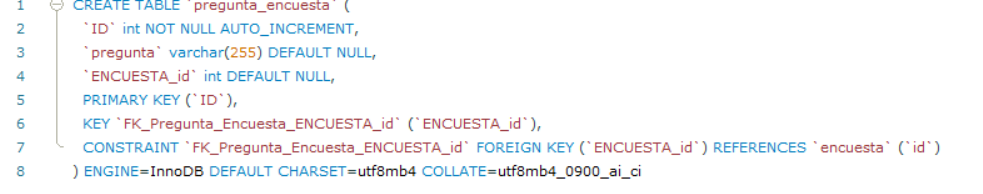 1 CREATE TABLE `pregunta_encuesta` (
2 `ID` int NOT NULL AUTO_INCREMENT,
3 `pregunta` varchar(255) DEFAULT NULL,
4 `ENCUESTA_id` int DEFAULT NULL,
5 PRIMARY KEY (`ID`),
6 KEY `FK_Pregunta_Encuesta_ENCUESTA_id` (`ENCUESTA_id`),
7 CONSTRAINT `FK_Pregunta_Encuesta_ENCUESTA_id` FOREIGN KEY (`ENCUESTA_id`) REFERENCES `encuesta` (`id`)
8 ) ENGINE=InnoDB DEFAULT CHARSET=utf8mb4 COLLATE=utf8mb4_0900_ai_ci